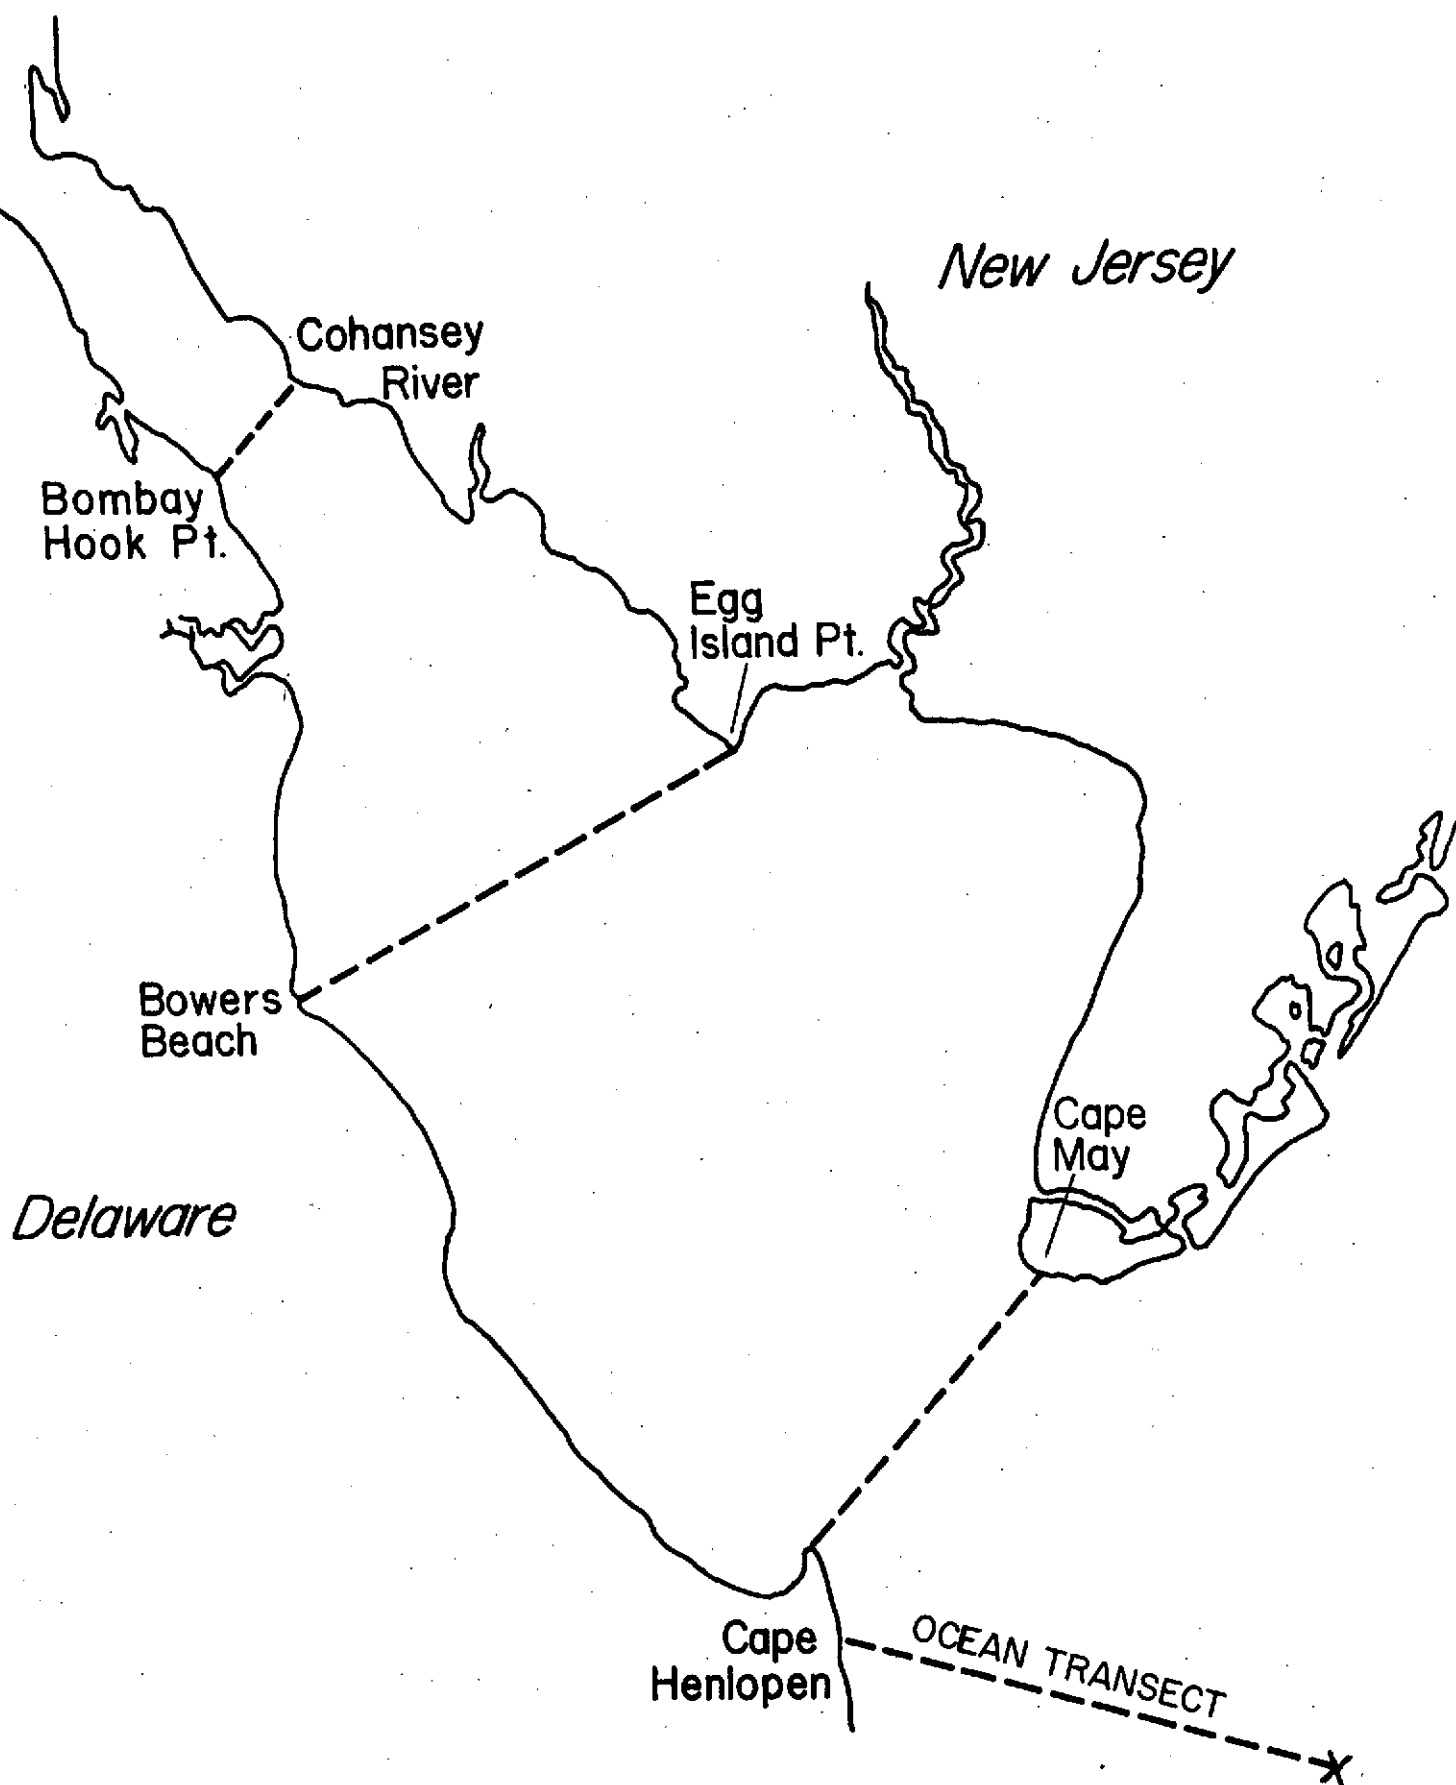 New Jersey
Cohansey
River
Bombay
Hook Pt.
Egg
Island Pt.
Bowers
Beach
Cape
May
Delaware
Cape
Henlopen
OCEAN TRANSECT
X